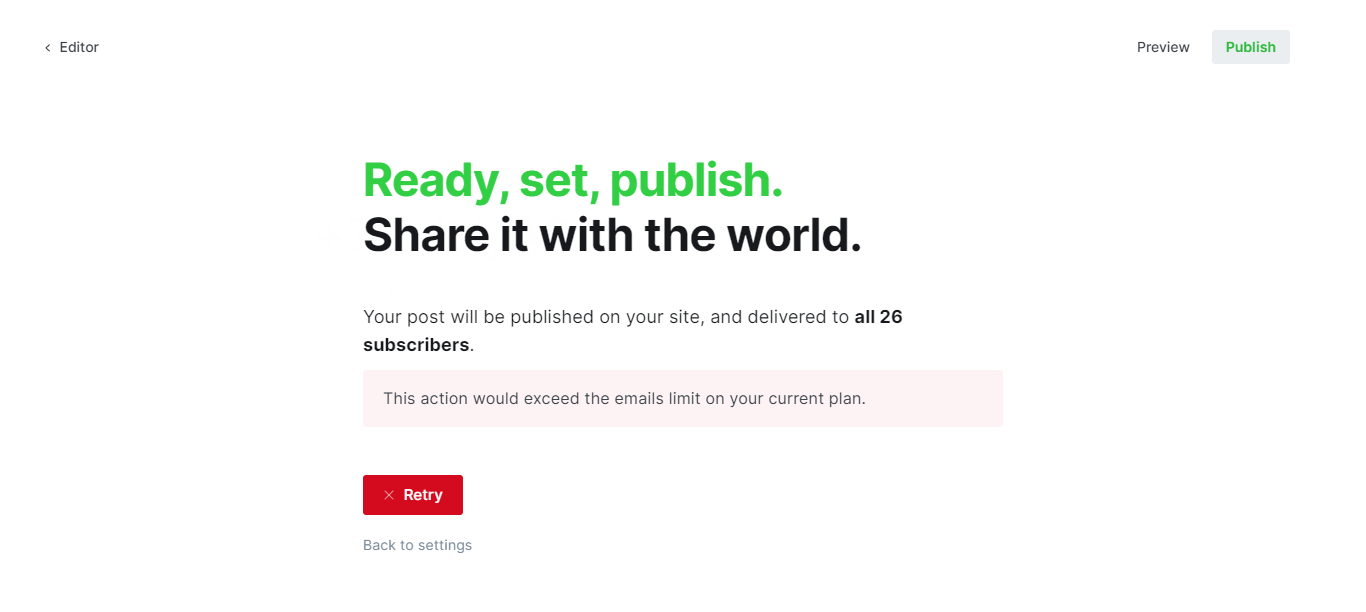 Editor
Preview
Publish
Ready, set, publish.
Share it with the world.
Your post will be published on your site, and delivered to all 26
subscribers.
This action would exceed the emails limit on your current plan.
Retry
Back to settings